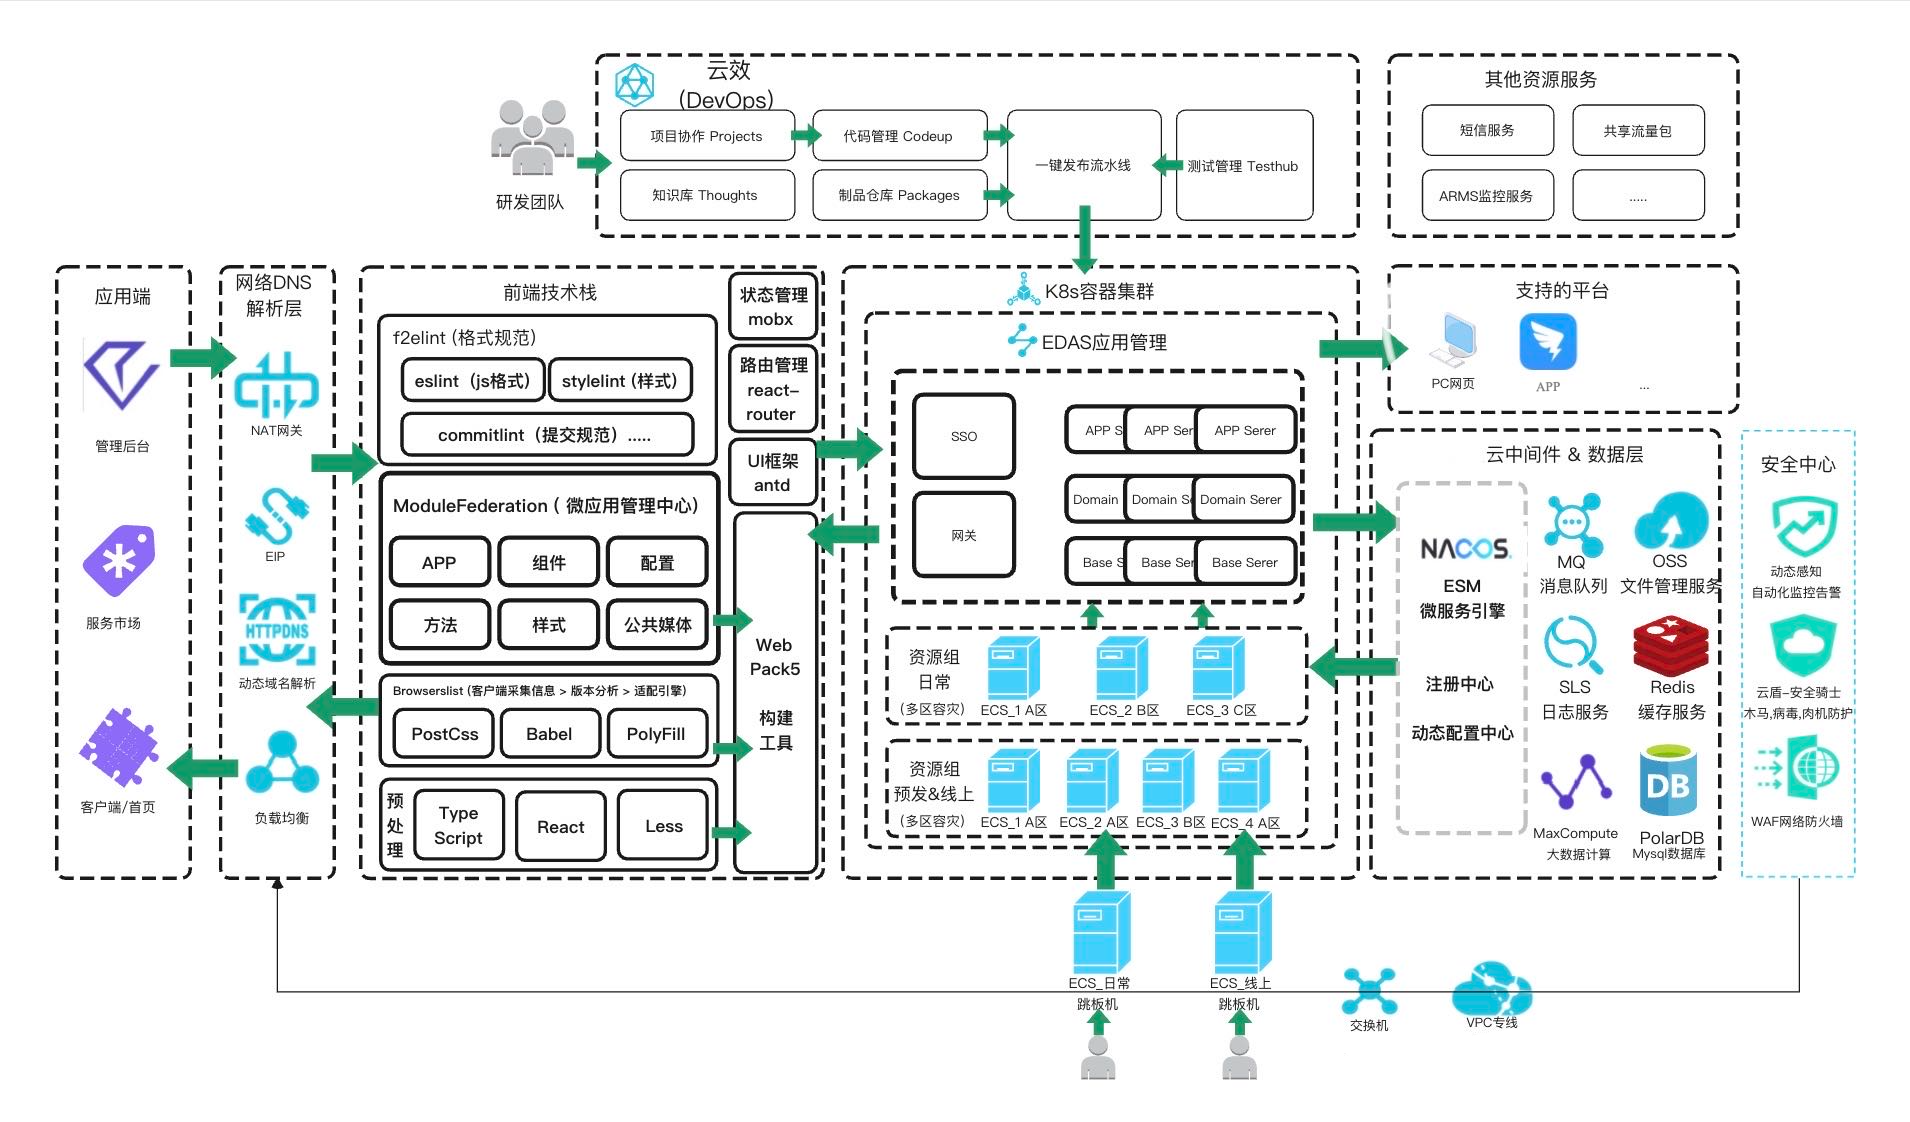 云效
(DevOps)
项目协作 Projects
代码管理 Codeup
知识库 Thoughts
制品仓库 Packages
一键发布流水线
测试管理 Testhub
研发团队
其他资源服务
短信服务
共享流量包
ARMS监控服务
.....
应用端
管理后台
服务市场
客户端/首页
网络DNS
解析层
NAT网关
EIP
HTTPDNS
动态域名解析
负载均衡
前端技术栈
f2elint (格式规范)
eslint（js格式）
stylelint (样式)
commitlint（提交规范）.....
ModuleFederation ( 微应用管理中心)
APP
组件
配置
方法
样式
公共媒体
Browserslist (客户端采集信息 > 版本分析 > 适配引擎)
PostCss
Babel
PolyFill
预
处
理
Type
Script
React
Less
状态管理
mobx
路由管理
react-
router
UI框架
antd
Web
Pack5
构建
工具
K8s容器集群
EDAS应用管理
SSO
网关
APP S
APP Ser
APP Serer
Domain
Domain S
Domain Serer
Base S
Base Ser
Base Serer
资源组
日常
(多区容灾)
ECS_1 A区
ECS_2 B区
ECS_3 C区
资源组
预发&线上
(多区容灾)
ECS_1 A区
ECS_2 A区
ECS_3 B区
ECS_4 A区
ECS_日常
跳板机
ECS_线上
跳板机
交换机
VPC专线
支持的平台
PC网页
APP
...
云中间件 & 数据层
NACOS.
ESM
微服务引擎
注册中心
动态配置中心
MQ
消息队列
OSS
文件管理服务
SLS
日志服务
Redis
缓存服务
MaxCompute
大数据计算
DB
PolarDB
Mysql数据库
安全中心
动态感知
自动化监控告警
云盾-安全骑士
木马,病毒,肉机防护
WAF网络防火墙